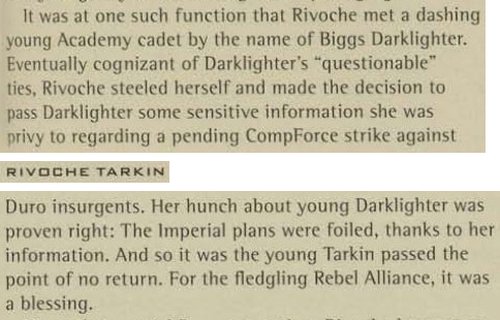 It was at one such function that Rivoche met a dashing
young Academy cadet by the name of Biggs Darklighter.
Eventually cognizant of Darklighter's “questionable”
ties, Rivoche steeled herself and made the decision to
pass Darklighter some sensitive information she was
privy to regarding a pending CompForce strike against
RIVOCHE TARKIN
Duro insurgents. Her hunch about young Darklighter was
proven right: The Imperial plans were foiled, thanks to her
information. And so it was the young Tarkin passed the
point of no return. For the fledgling Rebel Alliance, it was
a blessing.